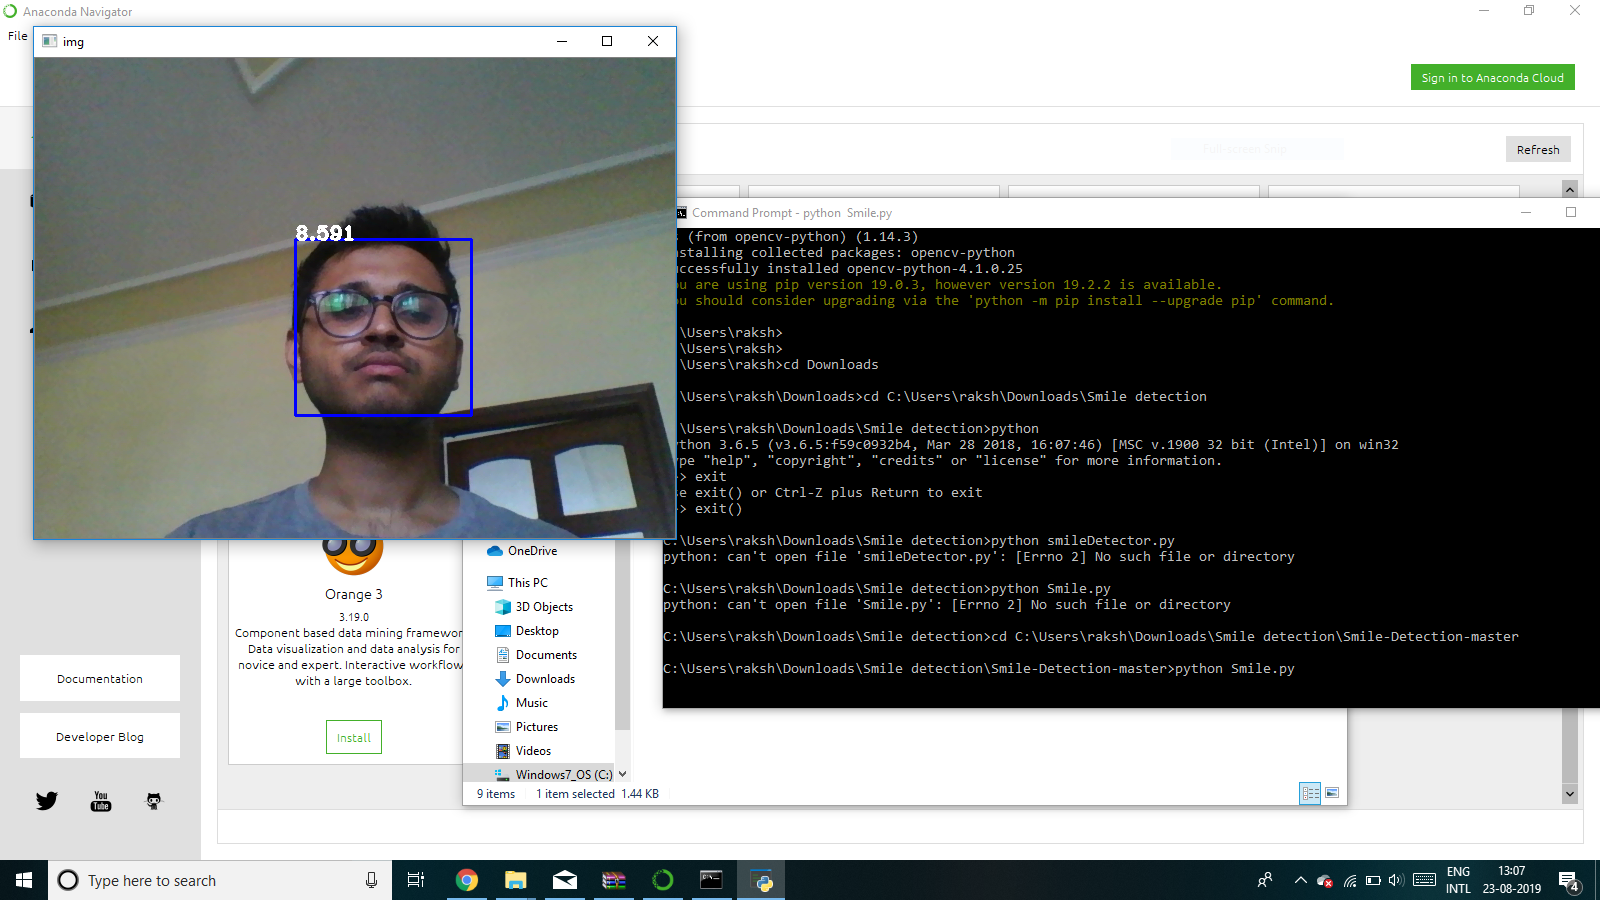 Anaconda Navigator
File
img
Sign in to Anaconda Cloud
Refresh
8.591
Command Prompt - python Smile.py
(from opencv-python) (1.14.3)
stalling collected packages: opencv-python
ccessfully installed opencv-python-4.1.0.25
u are using pip version 19.0.3, however version 19.2.2 is available.
u should consider upgrading via the 'python -m pip install --upgrade pip' command.
\Users\raksh>
\Users\raksh>
\Users\raksh>cd Downloads
\Users\raksh\Downloads>cd C:\Users\raksh\Downloads\Smile detection
\Users\raksh\Downloads\Smile detection>python
thon 3.6.5 (v3.6.5:f59c0932b4, Mar 28 2018, 16:07:46) [MSC v.1900 32 bit (Intel)] on win32
pe "help", "copyright", "credits" or "license" for more information.
> exit
e exit() or Ctrl-Z plus Return to exit
> exit()
C:\Users\raksh\Downloads\Smile detection>python smileDetector.py
python: can't open file 'smileDetector.py': [Errno 2] No such file or directory
C:\Users\raksh\Downloads\Smile detection>python Smile.py
python: can't open file 'Smile.py': [Errno 2] No such file or directory
C:\Users\raksh\Downloads\Smile detection>cd C:\Users\raksh\Downloads\Smile detection\Smile-Detection-master
C:\Users\raksh\Downloads\Smile detection\Smile-Detection-master>python Smile.py
Orange 3
3.19.0
Component based data mining framework
Data visualization and data analysis for
novice and expert. Interactive workflow
with a large toolbox.
Install
Documentation
Developer Blog
You
Tube
OneDrive
This PC
3D Objects
Desktop
Documents
Downloads
Music
Pictures
Videos
Windows7_OS (C:)
9 items 1 item selected 1.44 KB
Type here to search
ENG
INTL
13:07
23-08-2019
4